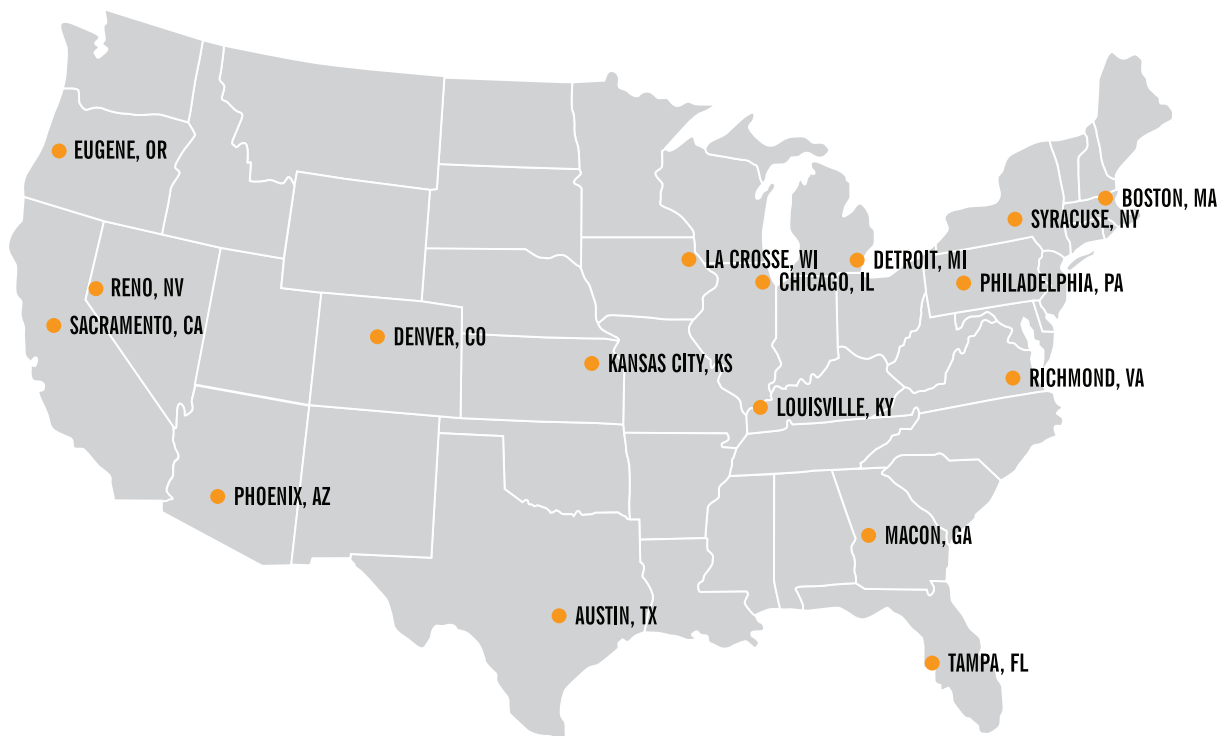 EUGENE, OR
BOSTON, MA
SYRACUSE, NY
LA CROSSE, WI
DETROIT, MI
CHICAGO, IL
PHILADELPHIA, PA
RENO, NV
SACRAMENTO, CA
DENVER, CO
KANSAS CITY, KS
RICHMOND, VA
LOUISVILLE, KY
PHOENIX, AZ
MACON, GA
AUSTIN, TX
TAMPA, FL